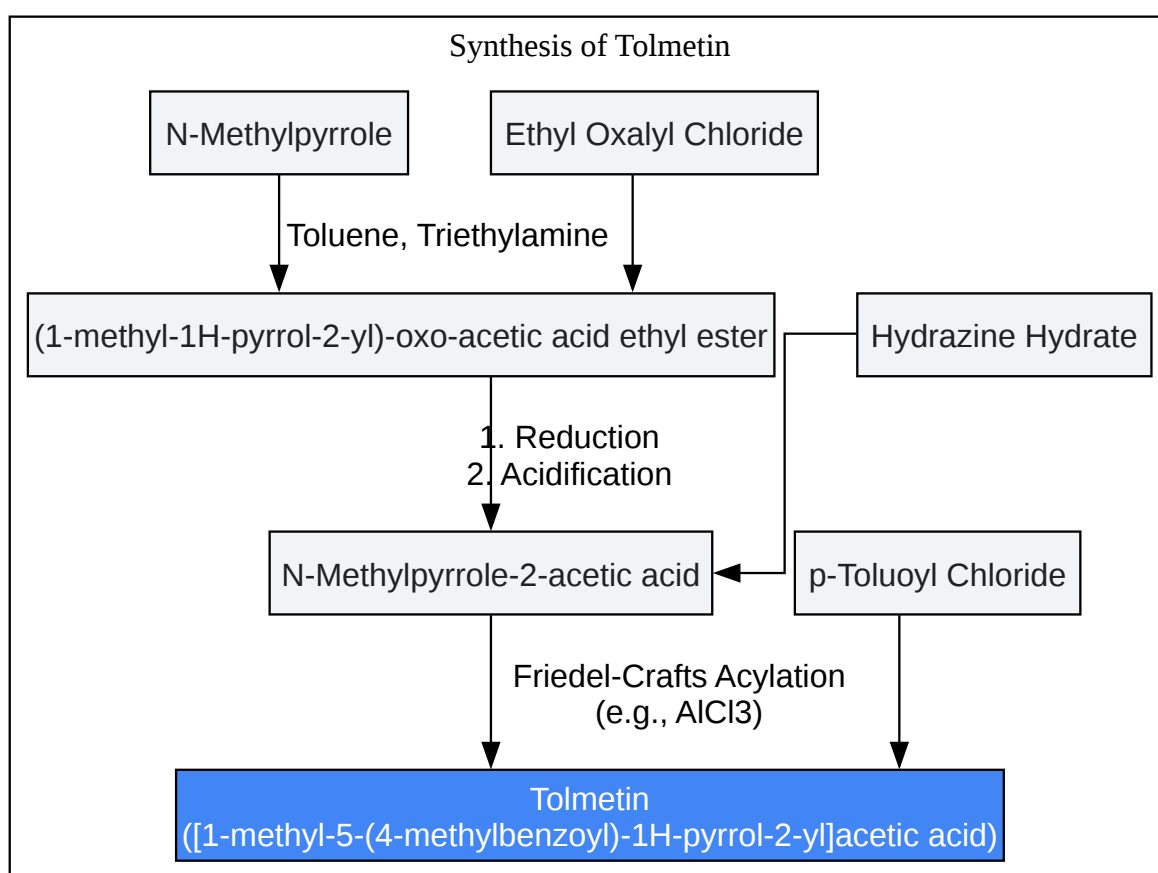 Synthesis of Tolmetin
N-Methylpyrrole
Ethyl Oxalyl Chloride
Toluene, Triethylamine
(1-methyl-1H-pyrrol-2-yl)-oxo-acetic acid ethyl ester
Hydrazine Hydrate
1. Reduction
2. Acidification
N-Methylpyrrole-2-acetic acid
p-Toluoyl Chloride
Friedel-Crafts Acylation
(e.g., AlCl3)
Tolmetin
([1-methyl-5-(4-methylbenzoyl)-1H-pyrrol-2-yl]acetic acid)